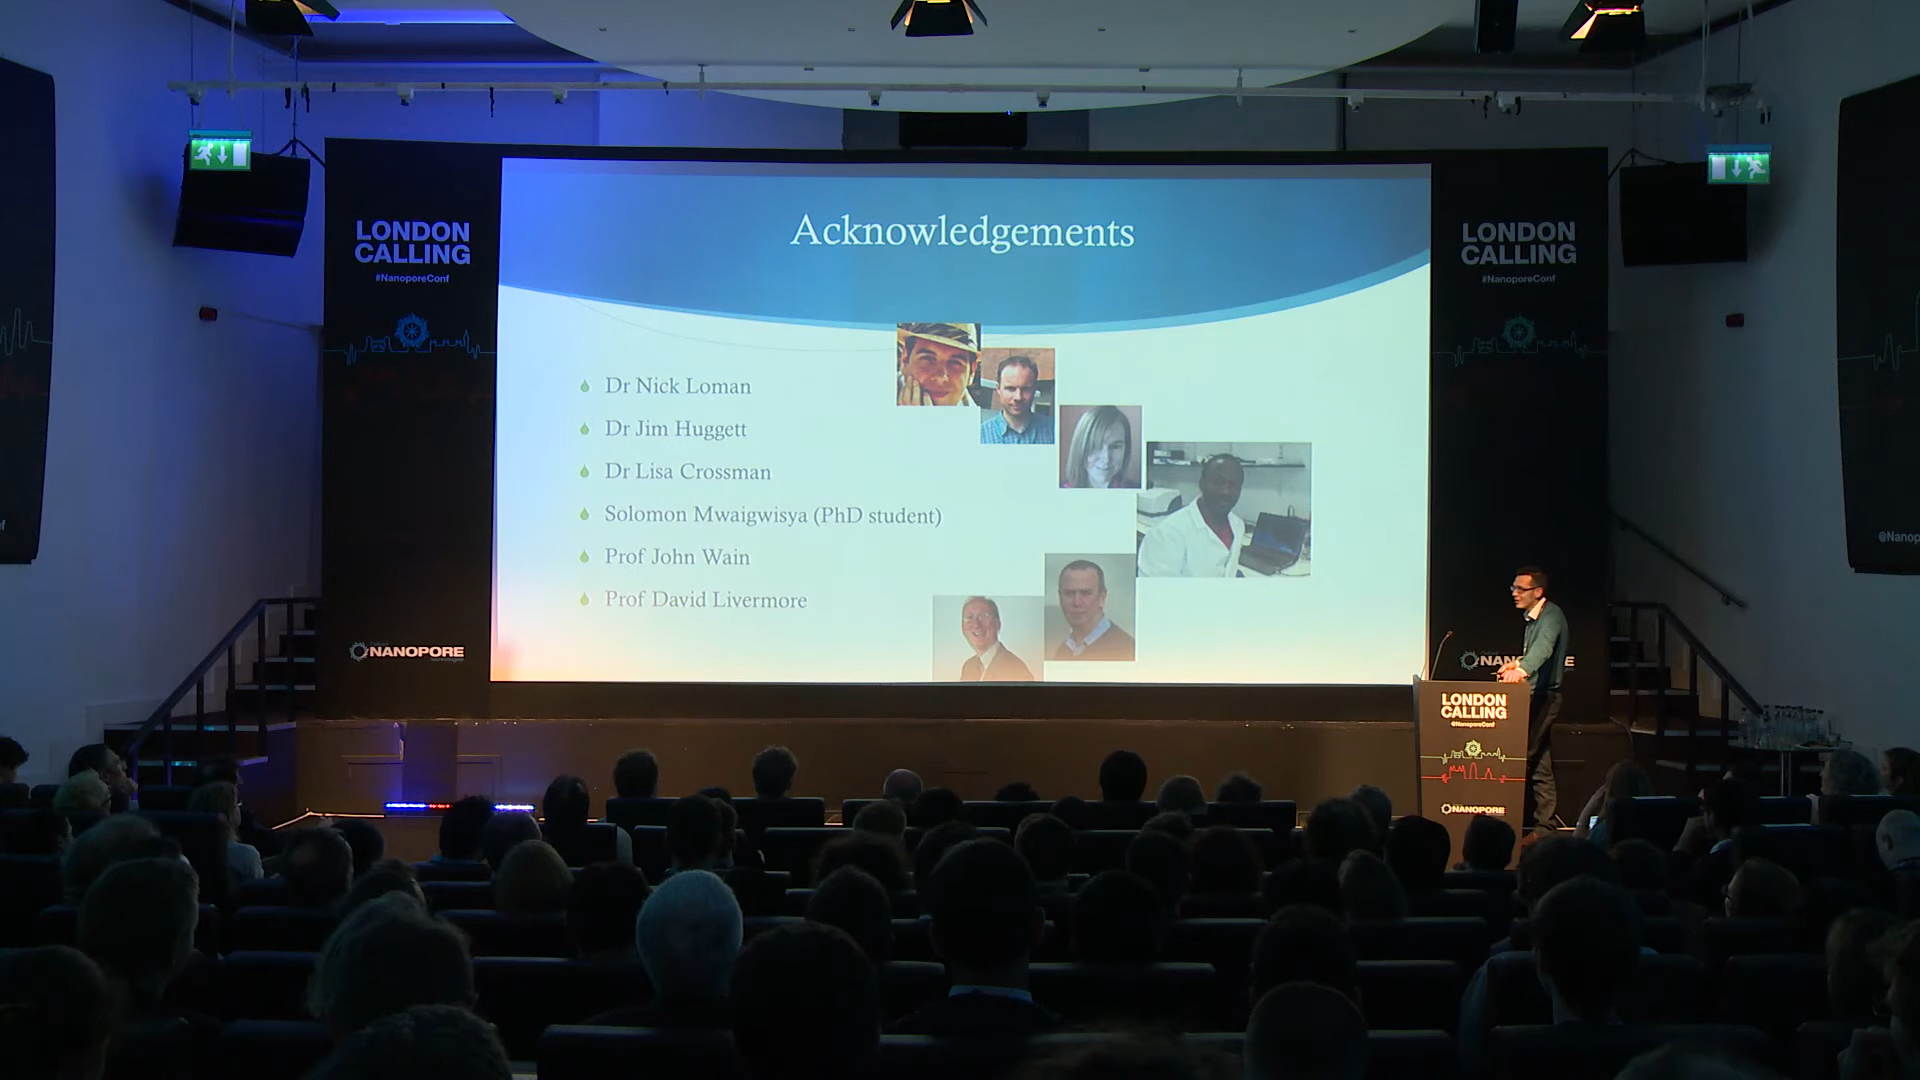 LONDON
CALLING
#NanoporeConf
NANOPORE
Acknowledgements
Dr Nick Loman
Dr Jim Huggett
Dr Lisa Crossman
Solomon Mwaigwisya (PhD student)
Prof John Wain
Prof David Livermore
LONDON
CALLING
#NanoporeConf
LONDON
CALLING
@NanoporeConf
NANOPORE
@Nanop